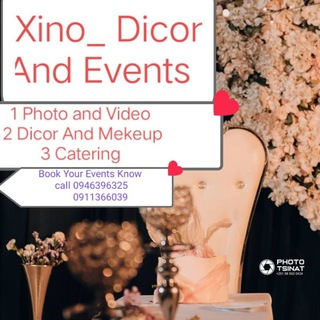 Xino_ Dicor
And Events
1 Photo and Video
2 Dicor And Mekeup
3 Catering
Book Your Events Know
call 0946396325
0911366039
PHOTO
TSINAT